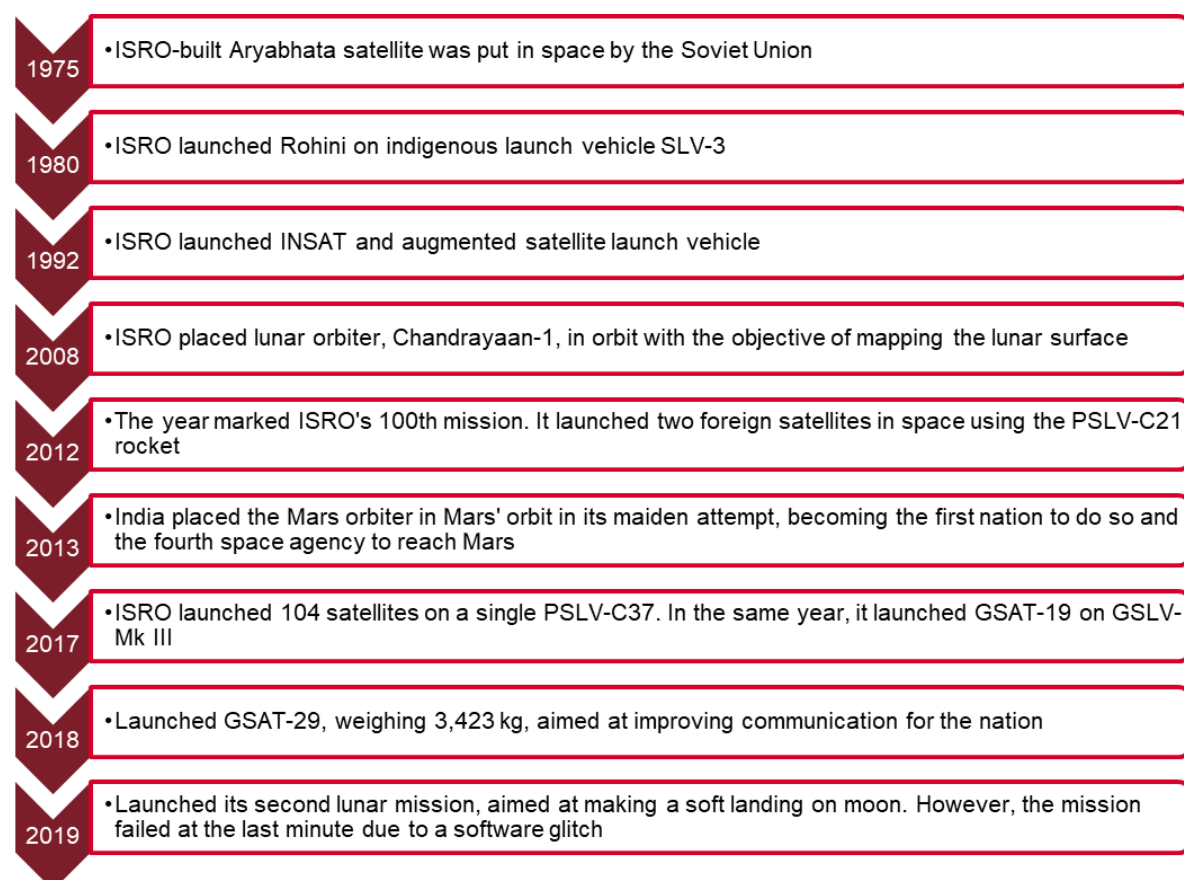 1975
•ISRO-built Aryabhata satellite was put in space by the Soviet Union
1980
•ISRO launched Rohini on indigenous launch vehicle SLV-3
1992
•ISRO launched INSAT and augmented satellite launch vehicle
2008
•ISRO placed lunar orbiter, Chandrayaan-1, in orbit with the objective of mapping the lunar surface
2012
•The year marked ISRO's 100th mission. It launched two foreign satellites in space using the PSLV-C21
rocket
2013
•India placed the Mars orbiter in Mars' orbit in its maiden attempt, becoming the first nation to do so and
the fourth space agency to reach Mars
2017
•ISRO launched 104 satellites on a single PSLV-C37. In the same year, it launched GSAT-19 on GSLV-
Mk III
2018
•Launched GSAT-29, weighing 3,423 kg, aimed at improving communication for the nation
2019
•Launched its second lunar mission, aimed at making a soft landing on moon. However, the mission
failed at the last minute due to a software glitch